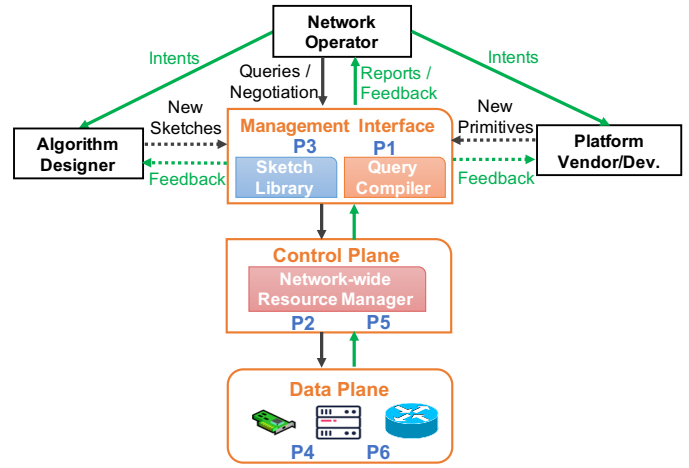 Network
Operator
Intents
Intents
Queries /
Negotiation
Reports /
Feedback
New
Sketches
New
Primitives
Algorithm
Designer
Management Interface
Platform
Vendor/Dev.
P3
P1
Feedback
Sketch
Library
Query
Compiler
Feedback
Control Plane
Network-wide
Resource Manager
P2
P5
Data Plane
P4
P6